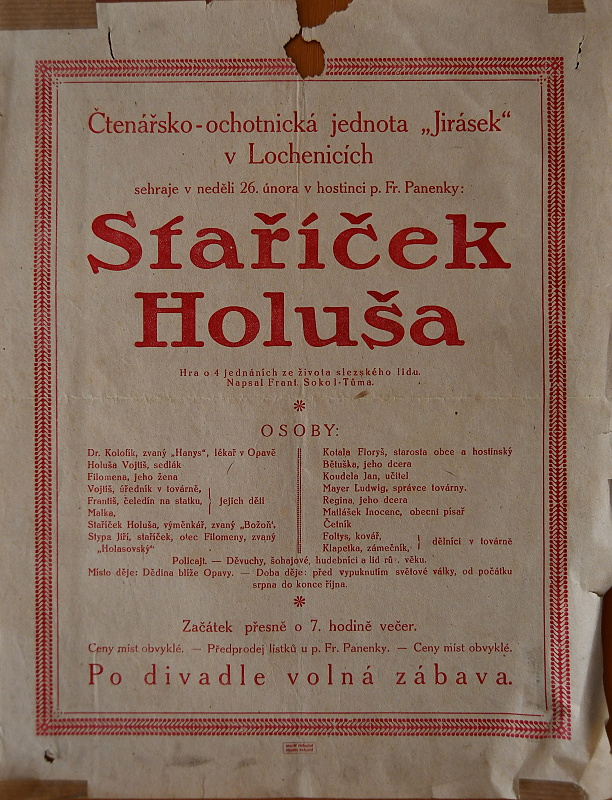 Čtenářsko-ochotnická jednota „Jirásek“
v Lochenicích
sehraje v neděli 26. února v hostinci p. Fr. Panenky:
Staříček
Holuša
Hra o 4 jednáních ze života slezského lidu.
Napsal Frant. Sokol-Tůma.
OSOBY:
Dr. Kolofik, zvaný „Hanys“, lékař v Opavě
Holuša Vojtiš, sedlák
Filomena, jeho žena
Vojtiš, úředník v továrně,
Františ, čeledín na statku, } jejich děti
Malka,
Staříček Holuša, výměnkář, zvaný „Božoň“,
Stypa Jiří, stařiček, otec Filomeny, zvaný
„Holasovský“
Kotala Floryš, starosta obce a hostinský
Bětuška, jeho dcera
Koudela Jan, učitel
Mayer Ludwig, správce továrny.
Regina, jeho dcera
Matlášek Inocenc, obecní písař
Četník
Foltys, kovář,
Klapetka, zámečník, } dělníci v továrně
Policajt. — Děvuchy, šohajové, hudebníci a lid věku.
Místo děje: Dědina blíže Opavy. — Doba děje: před vypuknutím světové války, od počátku
srpna do konce října.
Začátek přesně o 7. hodině večer.
Ceny míst obvyklé. — Předprodej lístků u p. Fr. Panenky. — Ceny míst obvyklé.
Po divadle volná zábava.